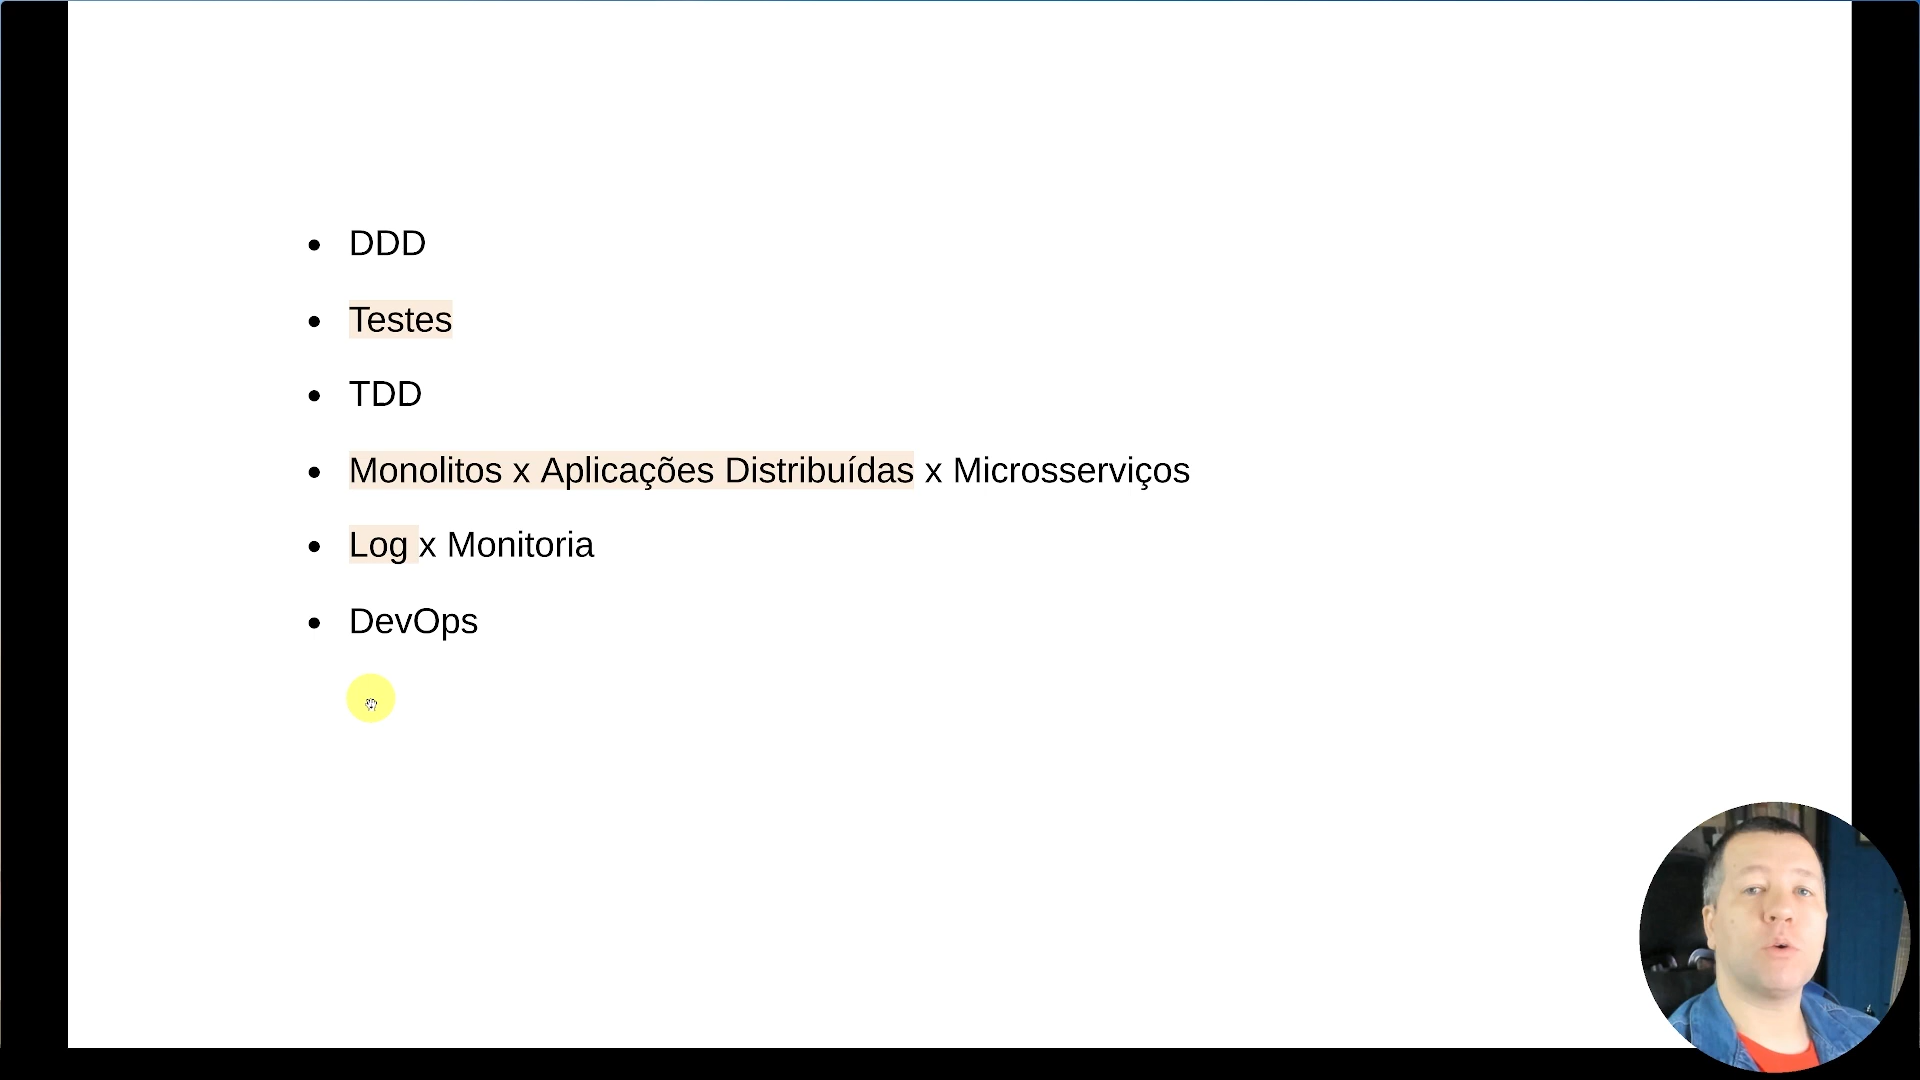 DDD
Testes
TDD
Monolitos x Aplicações Distribuídas x Microsserviços
Log x Monitoria
DevOps